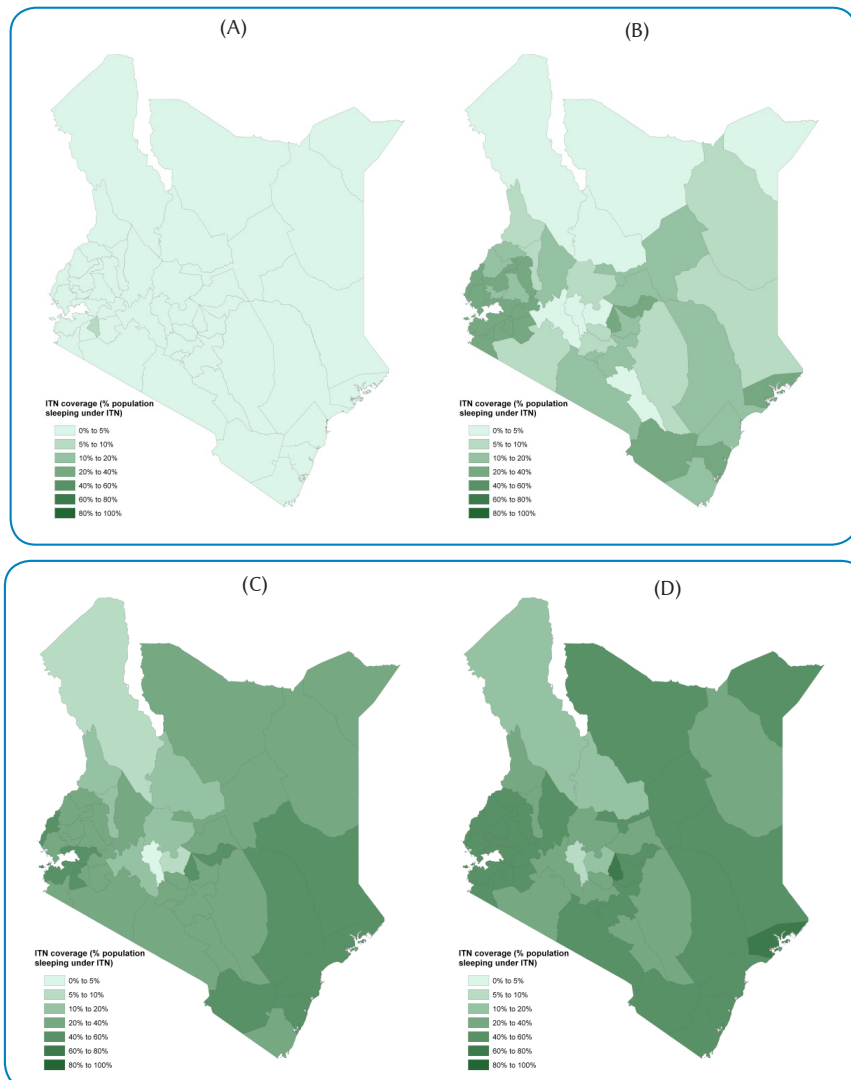 (A)
(B)
ITN coverage (% population
sleeping under ITN)
0% to 5%
5% to 10%
10% to 20%
20% to 40%
40% to 60%
60% to 80%
80% to 100%
ITN coverage (% population
sleeping under ITN)
0% to 5%
5% to 10%
10% to 20%
20% to 40%
40% to 60%
60% to 80%
80% to 100%
(C)
(D)
ITN coverage (% population
sleeping under ITN)
0% to 5%
5% to 10%
10% to 20%
20% to 40%
40% to 60%
60% to 80%
80% to 100%
ITN coverage (% population
sleeping under ITN)
0% to 5%
5% to 10%
10% to 20%
20% to 40%
40% to 60%
60% to 80%
80% to 100%